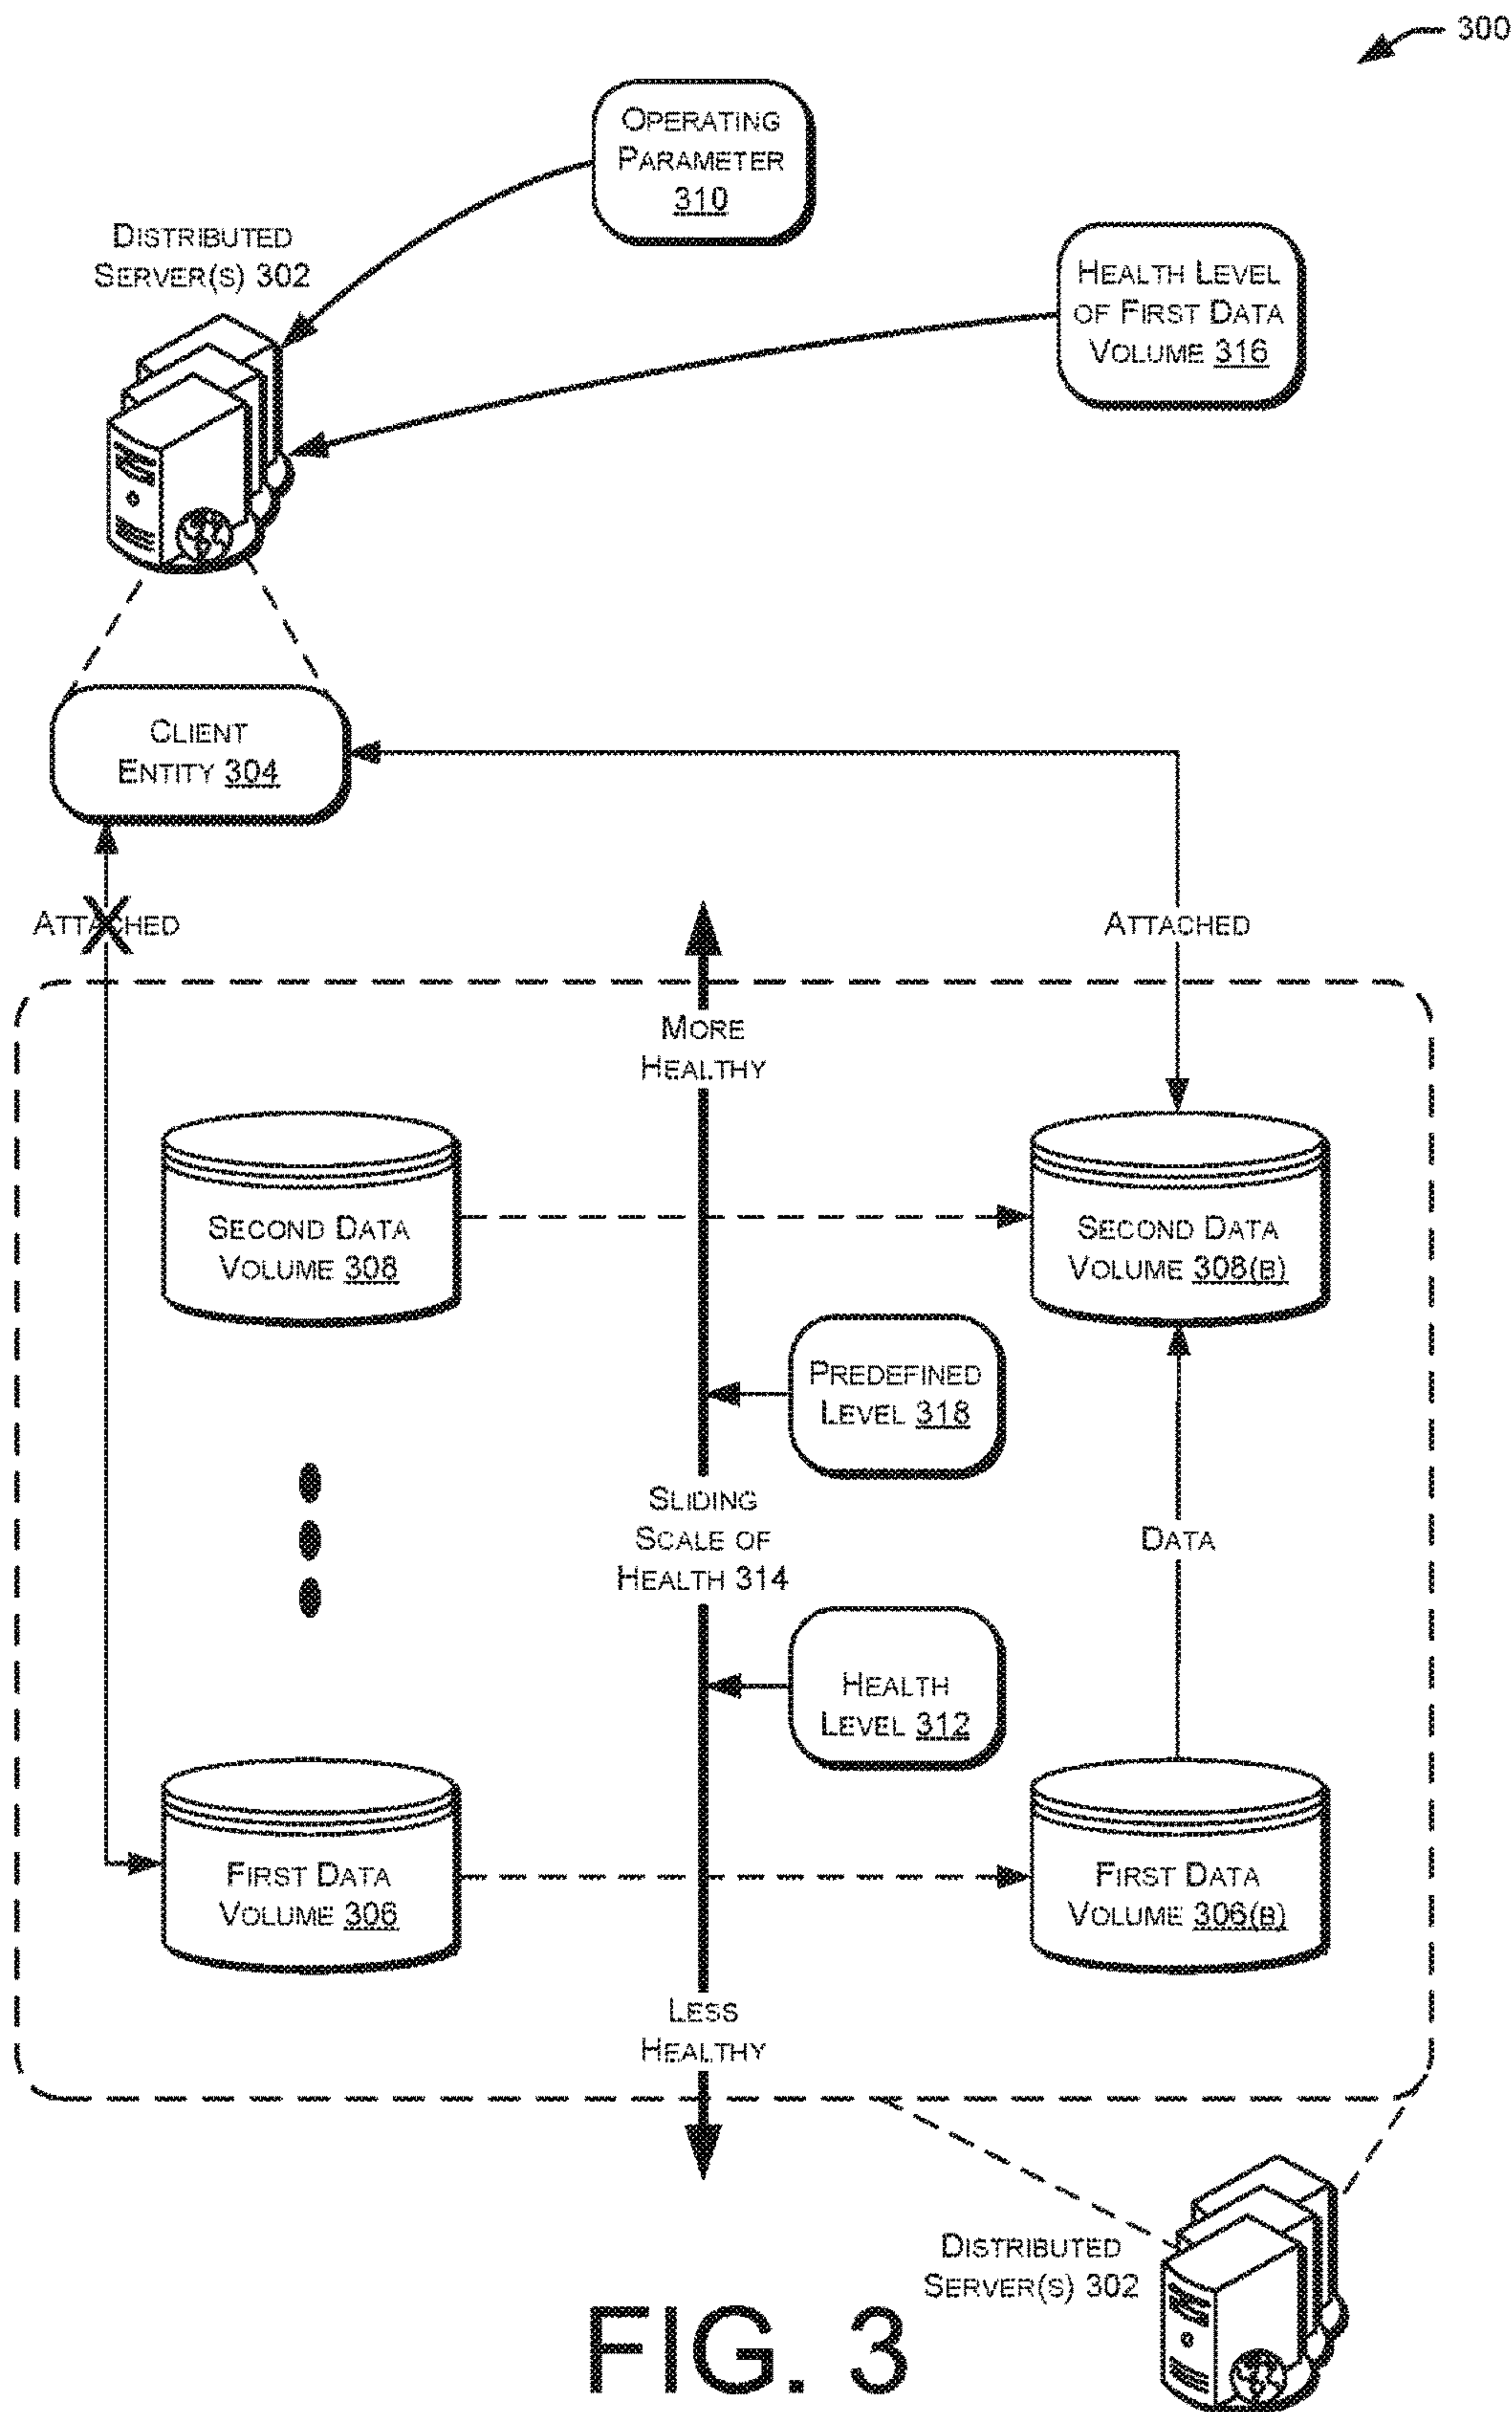 300
OPERATING
PARAMETER
310
DISTRIBUTED
SERVER(S) 302
HEALTH LEVEL
OF FIRST DATA
VOLUME 316
CLIENT
ENTITY 304
ATTACHED
ATTACHED
MORE
HEALTHY
SECOND DATA
VOLUME 308
SECOND DATA
VOLUME 308(B)
PREDEFINED
LEVEL 318
SLIDING
SCALE OF
HEALTH 314
DATA
HEALTH
LEVEL 312
FIRST DATA
VOLUME 306
FIRST DATA
VOLUME 306(B)
LESS
HEALTHY
DISTRIBUTED
SERVER(S) 302
FIG. 3